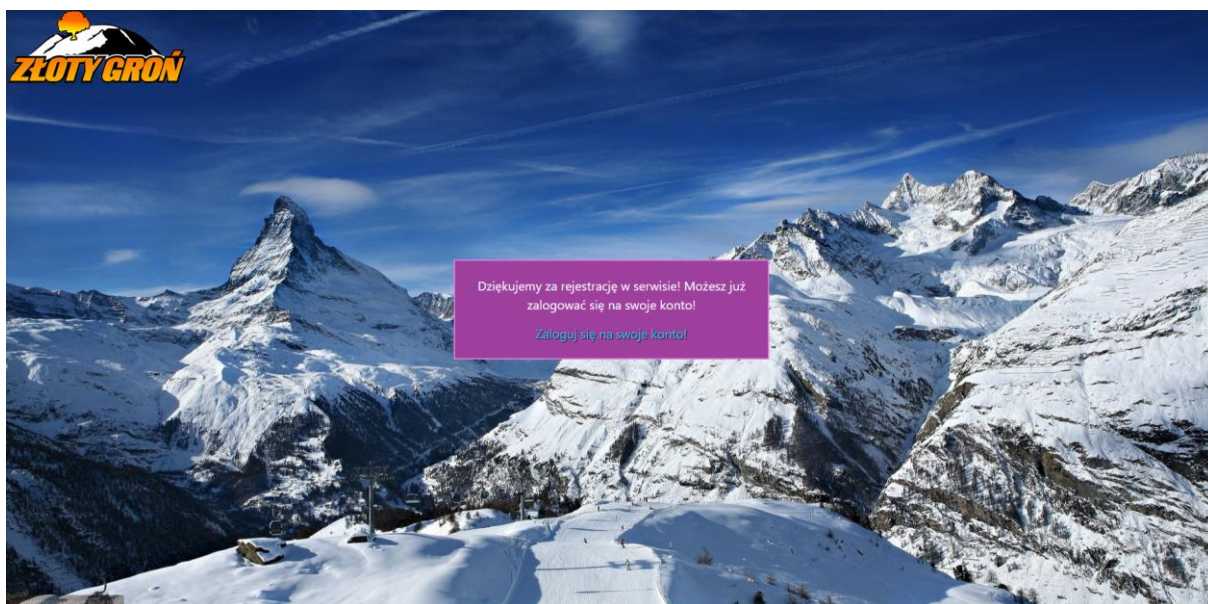 ZŁOTY GROŃ
Dziękujemy za rejestrację w serwisie! Możesz już
zalogować się na swoje konto!
Zaloguj się na swoje konto!